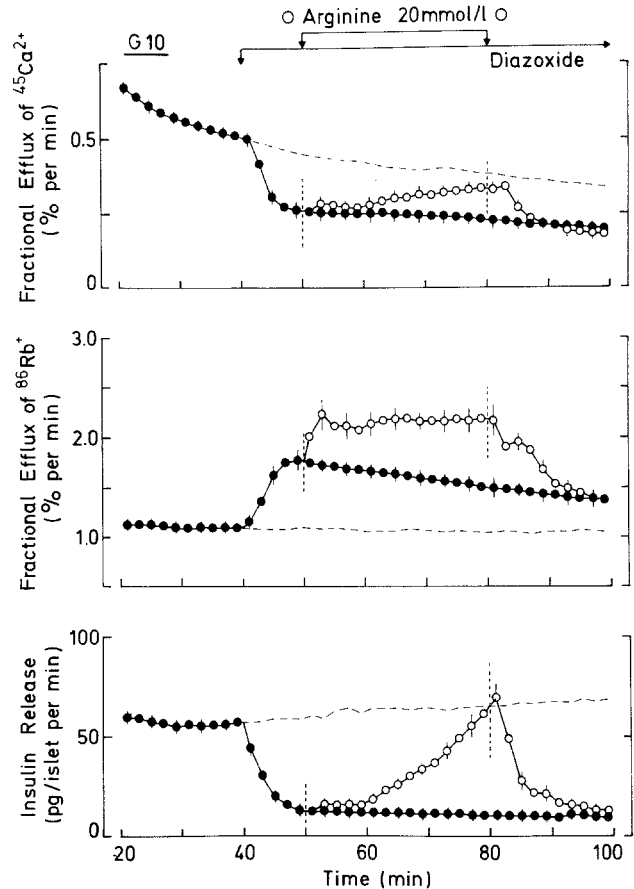 Arginine 20mmol/l
G10
Diazoxide
Fractional Efflux of ⁴⁵Ca²⁺
(% per min)
0.5
0
Fractional Efflux of ⁸⁶Rb⁺
(% per min)
3.0
2.0
1.0
Insulin Release
(pg/islet per min)
100
50
0
20 40 60 80 100
Time (min)